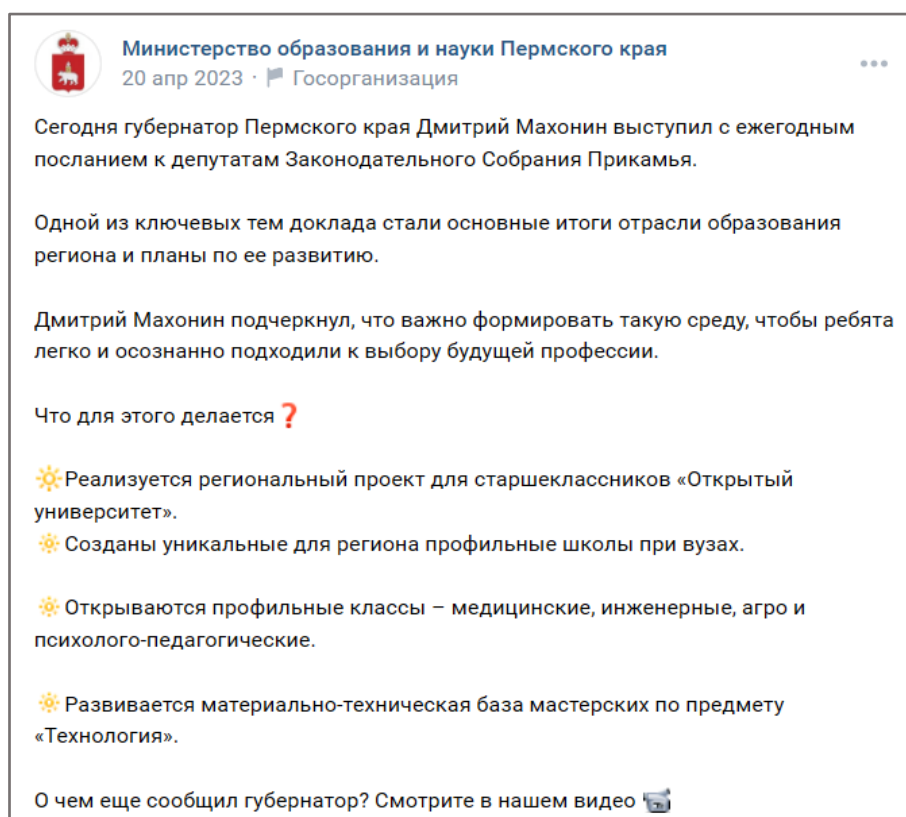 Министерство образования и науки Пермского края
20 апр 2023 · Госорганизация
Сегодня губернатор Пермского края Дмитрий Махонин выступил с ежегодным
посланием к депутатам Законодательного Собрания Прикамья.
Одной из ключевых тем доклада стали основные итоги отрасли образования
региона и планы по ее развитию.
Дмитрий Махонин подчеркнул, что важно формировать такую среду, чтобы ребята
легко и осознанно подходили к выбору будущей профессии.
Что для этого делается❓
🔆Реализуется региональный проект для старшеклассников «Открытый
университет».
🔅Созданы уникальные для региона профильные школы при вузах.
🔅Открываются профильные классы – медицинские, инженерные, агро и
психолого-педагогические.
🔅Развивается материально-техническая база мастерских по предмету
«Технология».
О чем еще сообщил губернатор? Смотрите в нашем видео 📹